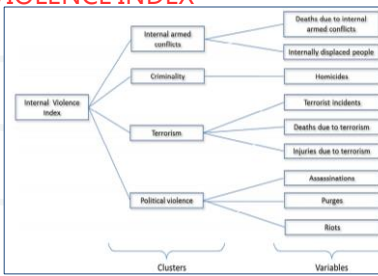 VIOLENCE INDEX
Deaths due to internal
armed conflicts
Internal armed
conflicts
Internally displaced people
Criminality
Homicides
Internal Violence
Index
Terrorist incidents
Terrorism
Deaths due to terrorism
Injuries due to terrorism
Assassinations
Political violence
Purges
Riots
Clusters
Variables